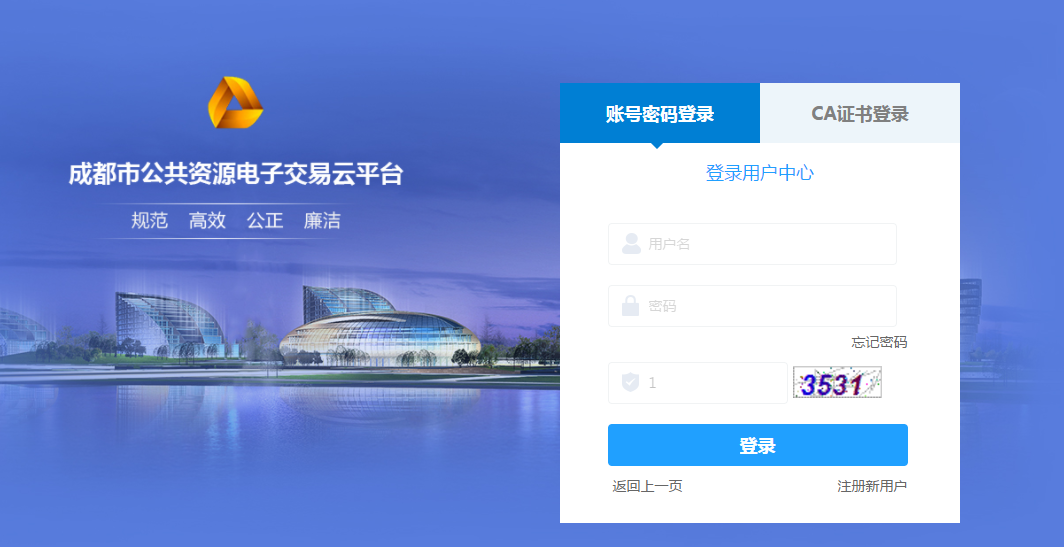 成都市公共资源电子交易云平台
规范 高效 公正 廉洁
账号密码登录 CA证书登录
登录用户中心
用户名
密码
忘记密码
1 3531
登录
返回上一页 注册新用户